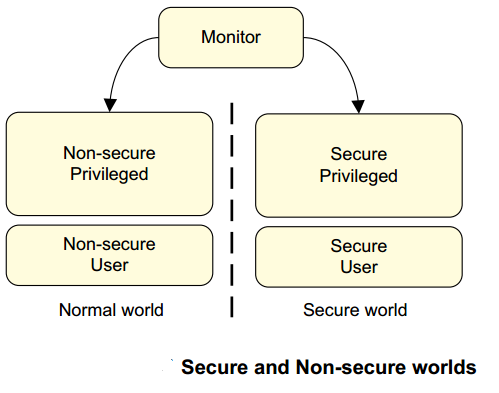 Monitor
Non-secure
Privileged
Secure
Privileged
Non-secure
User
Secure
User
Normal world
Secure world
Secure and Non-secure worlds